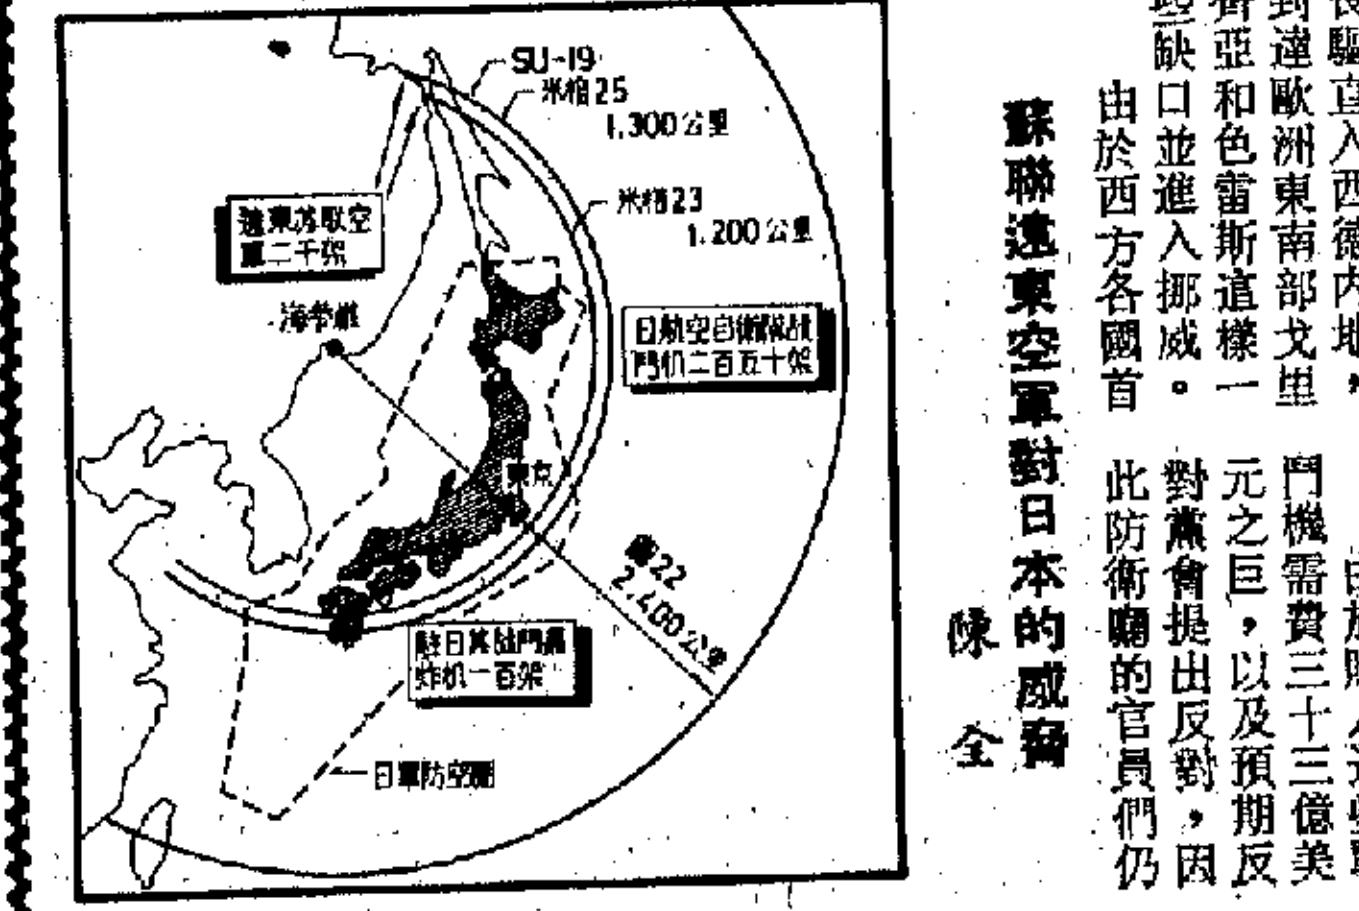 SU-19
米格25
1,300公里
米格23
1,200公里
遠東苏联空
軍二千架
海参崴
日航空自衛隊战
鬥机二百五十架
東京
2,400公里
駐日美战鬥轟
炸机一百架
日軍防空圈
蘇聯遠東空軍對日本的威脅
陳全
驅直入西德內地，
到達歐洲東南部戈里
齊亞和色雷斯這樣一
些缺口並進入挪威。
由於西方各國首
鬥機需費三十三億美
元之巨，以及預期反
對黨會提出反對，因
此防衛廳的官員們仍